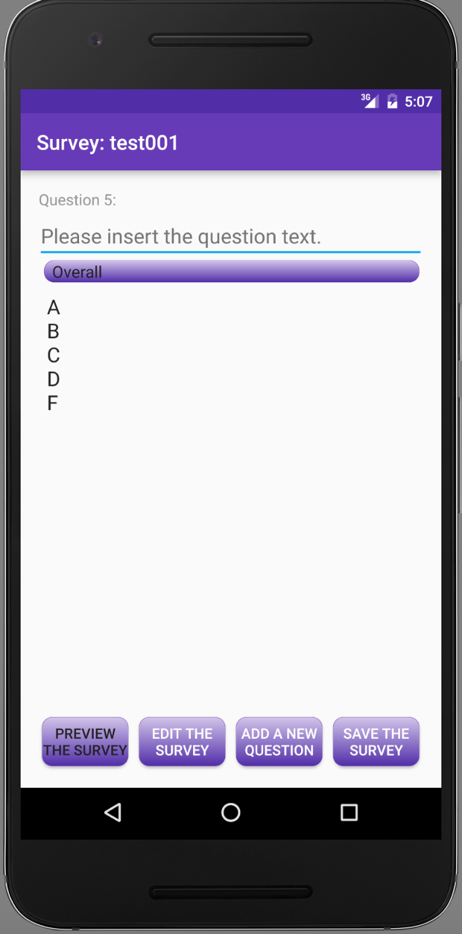 3G 5:07
Survey: test001
Question 5:
Please insert the question text.
Overall
A
B
C
D
F
PREVIEW THE SURVEY
EDIT THE SURVEY
ADD A NEW QUESTION
SAVE THE SURVEY